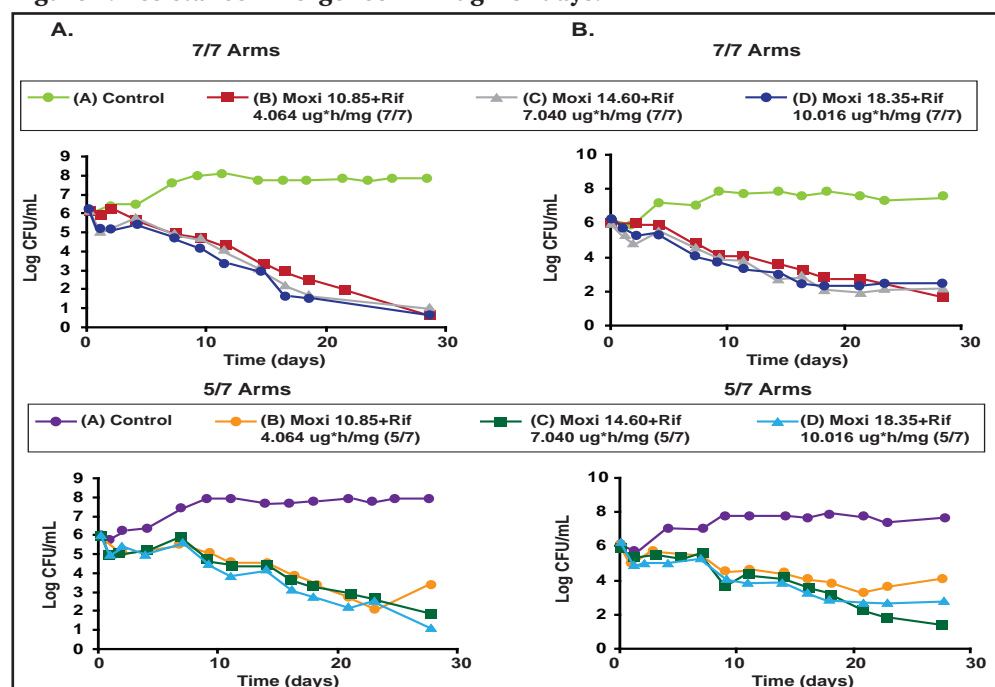 Figure Resistance Emergence days.
A.
7/7 Arms
B.
7/7 Arms
(A) Control
(B) Moxi 10.85+Rif
4.064 ug*h/mg (7/7)
(C) Moxi 14.60+Rif
7.040 ug*h/mg (7/7)
(D) Moxi 18.35+Rif
10.016 ug*h/mg (7/7)
9
8
7
6
5
4
3
2
1
0
Log CFU/mL
0
10
20
30
Time (days)
10
8
6
4
2
0
Log CFU/mL
0
10
20
30
Time (days)
5/7 Arms
5/7 Arms
(A) Control
(B) Moxi 10.85+Rif
4.064 ug*h/mg (5/7)
(C) Moxi 14.60+Rif
7.040 ug*h/mg (5/7)
(D) Moxi 18.35+Rif
10.016 ug*h/mg (5/7)
9
8
7
6
5
4
3
2
1
0
Log CFU/mL
0
10
20
30
Time (days)
10
8
6
4
2
0
Log CFU/mL
0
10
20
30
Time (days)